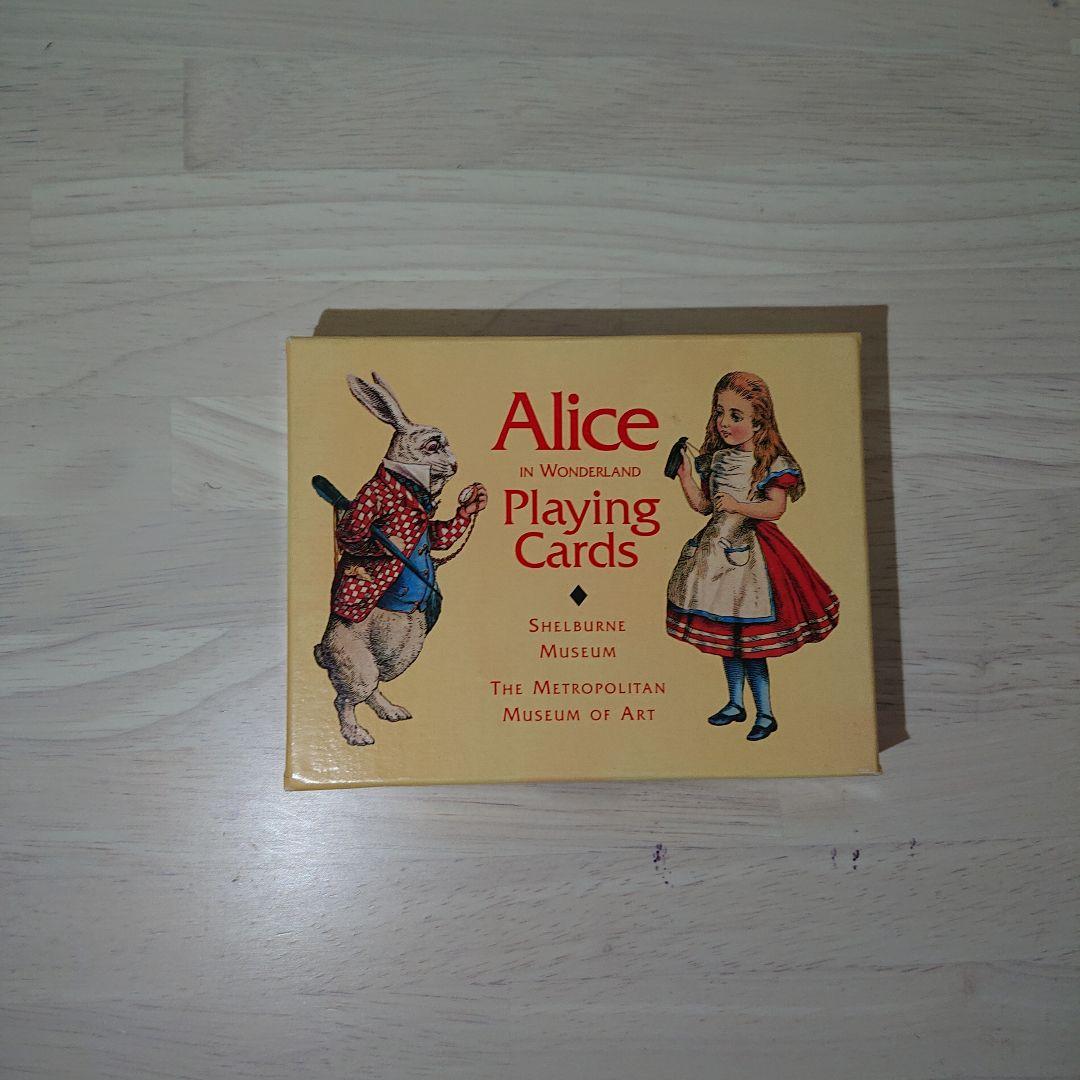 Alice
IN WONDERLAND
Playing
Cards
SHELBURNE
MUSEUM
THE METROPOLITAN
MUSEUM OF ART